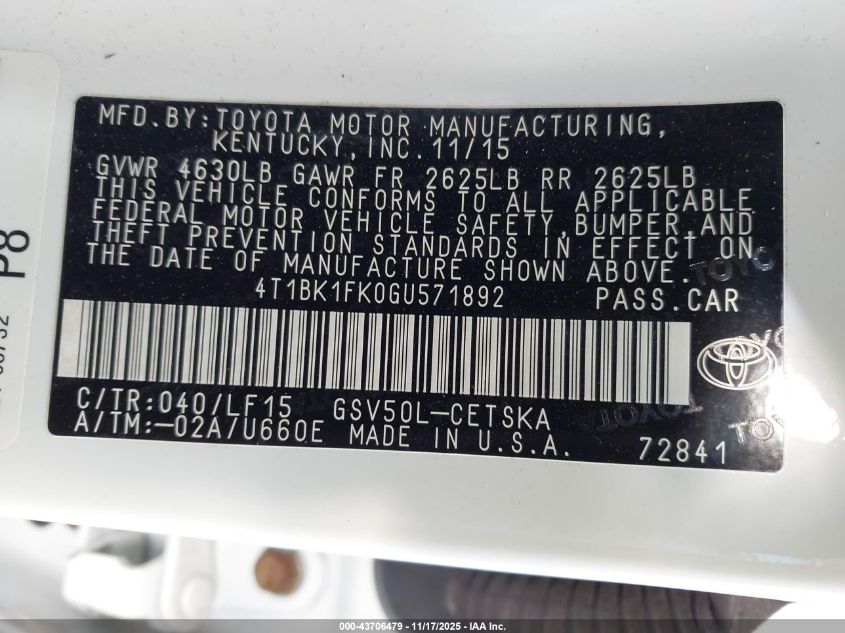 MFD.BY:TOYOTA MOTOR MANUFACTURING,
KENTUCKY,INC.11/15
GVWR 4630LB GAWR FR 2625LB RR 2625LB
THIS VEHICLE CONFORMS TO ALL APPLICABLE
FEDERAL MOTOR VEHICLE SAFETY,BUMPER,AND
THEFT PREVENTION STANDARDS IN EFFECT ON
THE DATE OF MANUFACTURE SHOWN ABOVE.
4T1BK1FK0GU571892 PASS.CAR
C/TR:040/LF15 GSV50L-CETSKA
A/TM:-02A/U660E MADE IN U.S.A. 72841
P8
TOYOTA
000-43706479 - 11/17/2025 - IAA Inc.